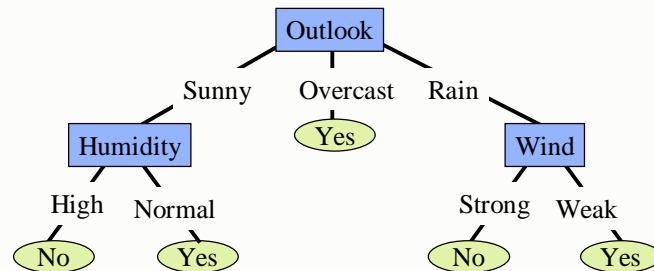 Outlook
Sunny Overcast Rain
Humidity Yes Wind
High Normal Strong Weak
No Yes No Yes